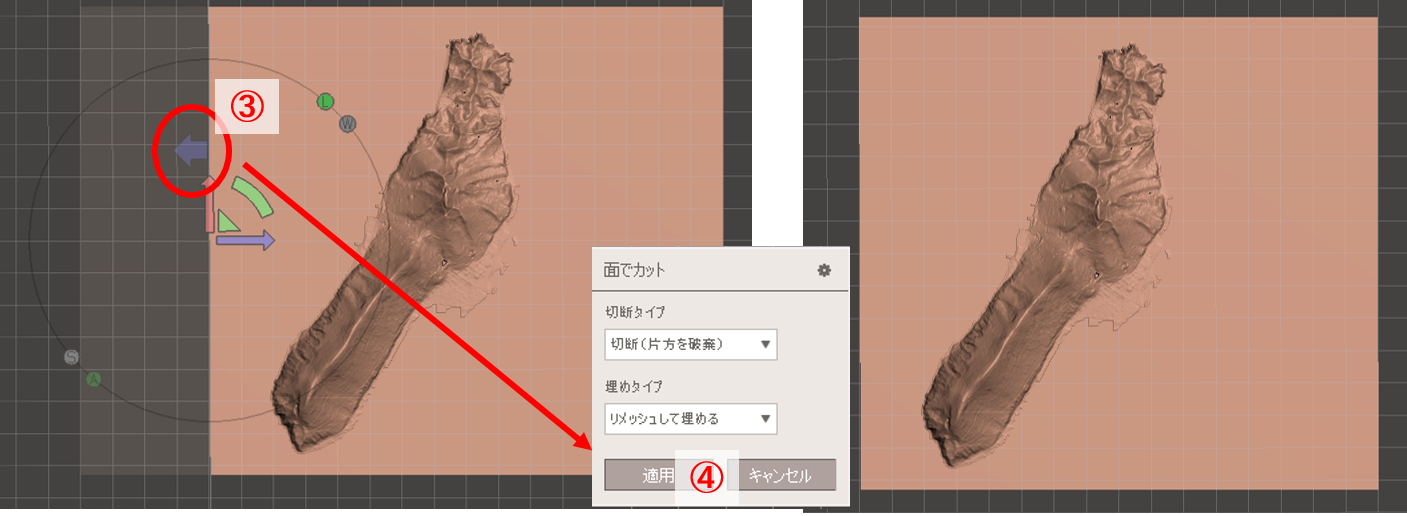 ③
L
W
S
A
面でカット
切断タイプ
切断(片方を破棄)
埋めタイプ
リメッシュして埋める
適用
④
キャンセル